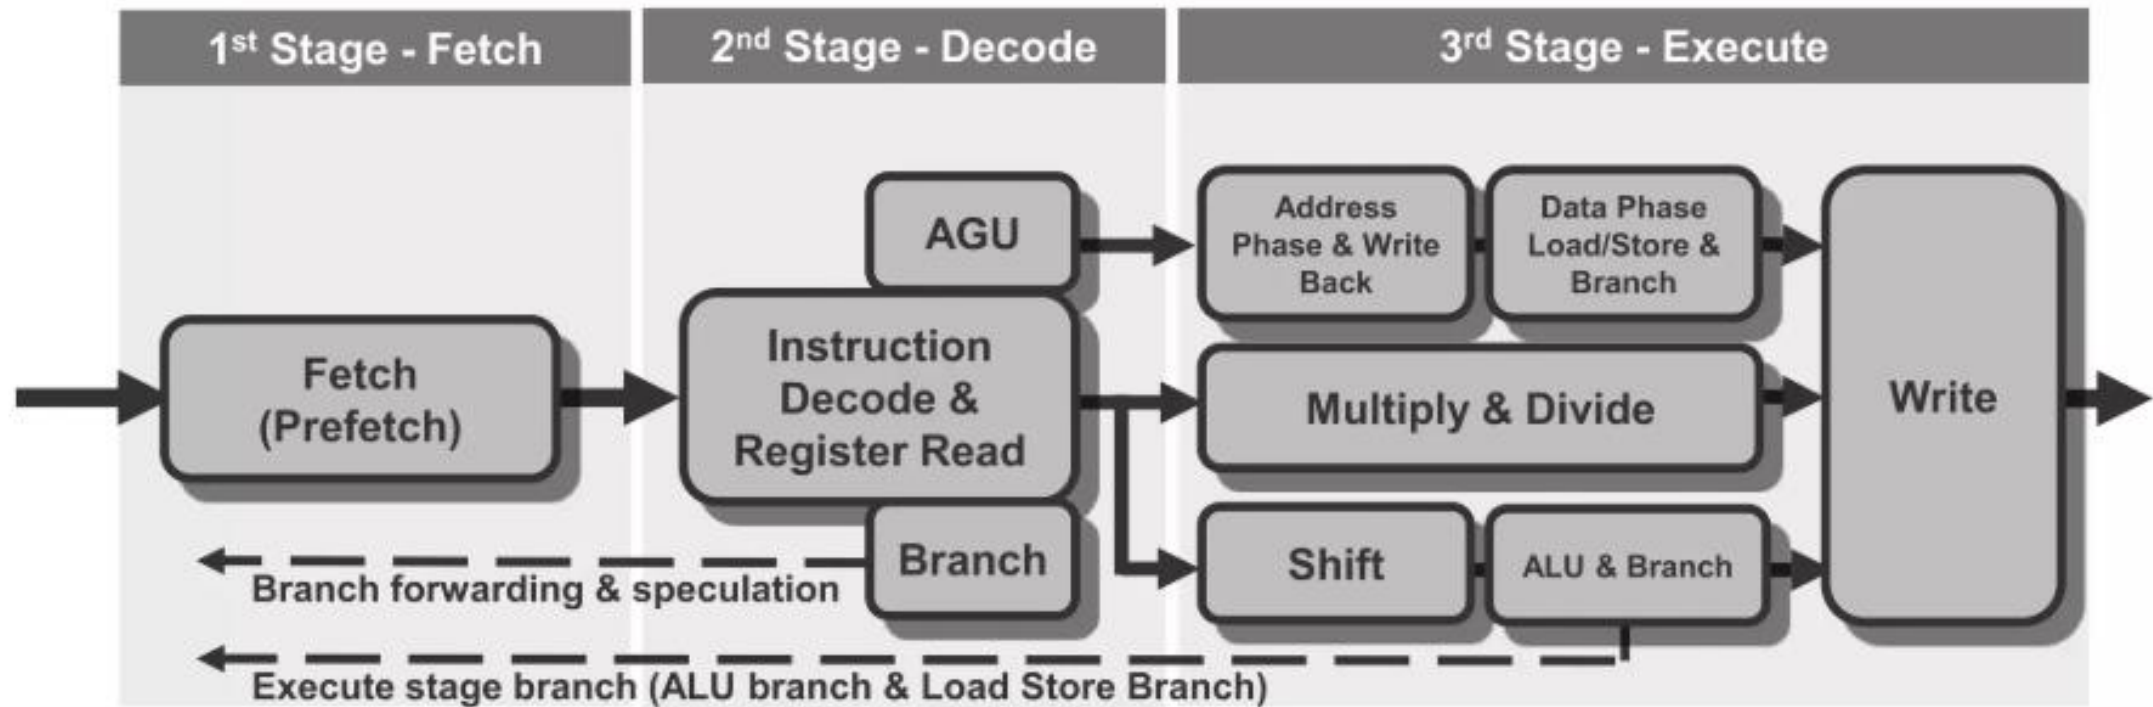 1st Stage - Fetch
2nd Stage - Decode
3rd Stage - Execute
AGU
Address
Phase & Write
Back
Data Phase
Load/Store &
Branch
Fetch
(Prefetch)
Instruction
Decode &
Register Read
Multiply & Divide
Write
Branch
Shift
ALU & Branch
Branch forwarding & speculation
Execute stage branch (ALU branch & Load Store Branch)